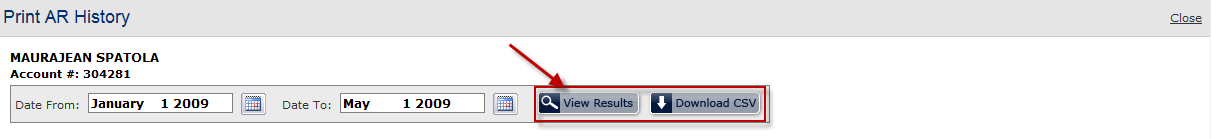 Print AR History
Close
MAURAJEAN SPATOLA
Account #: 304281
Date From: January 1 2009 Date To: May 1 2009 View Results Download CSV